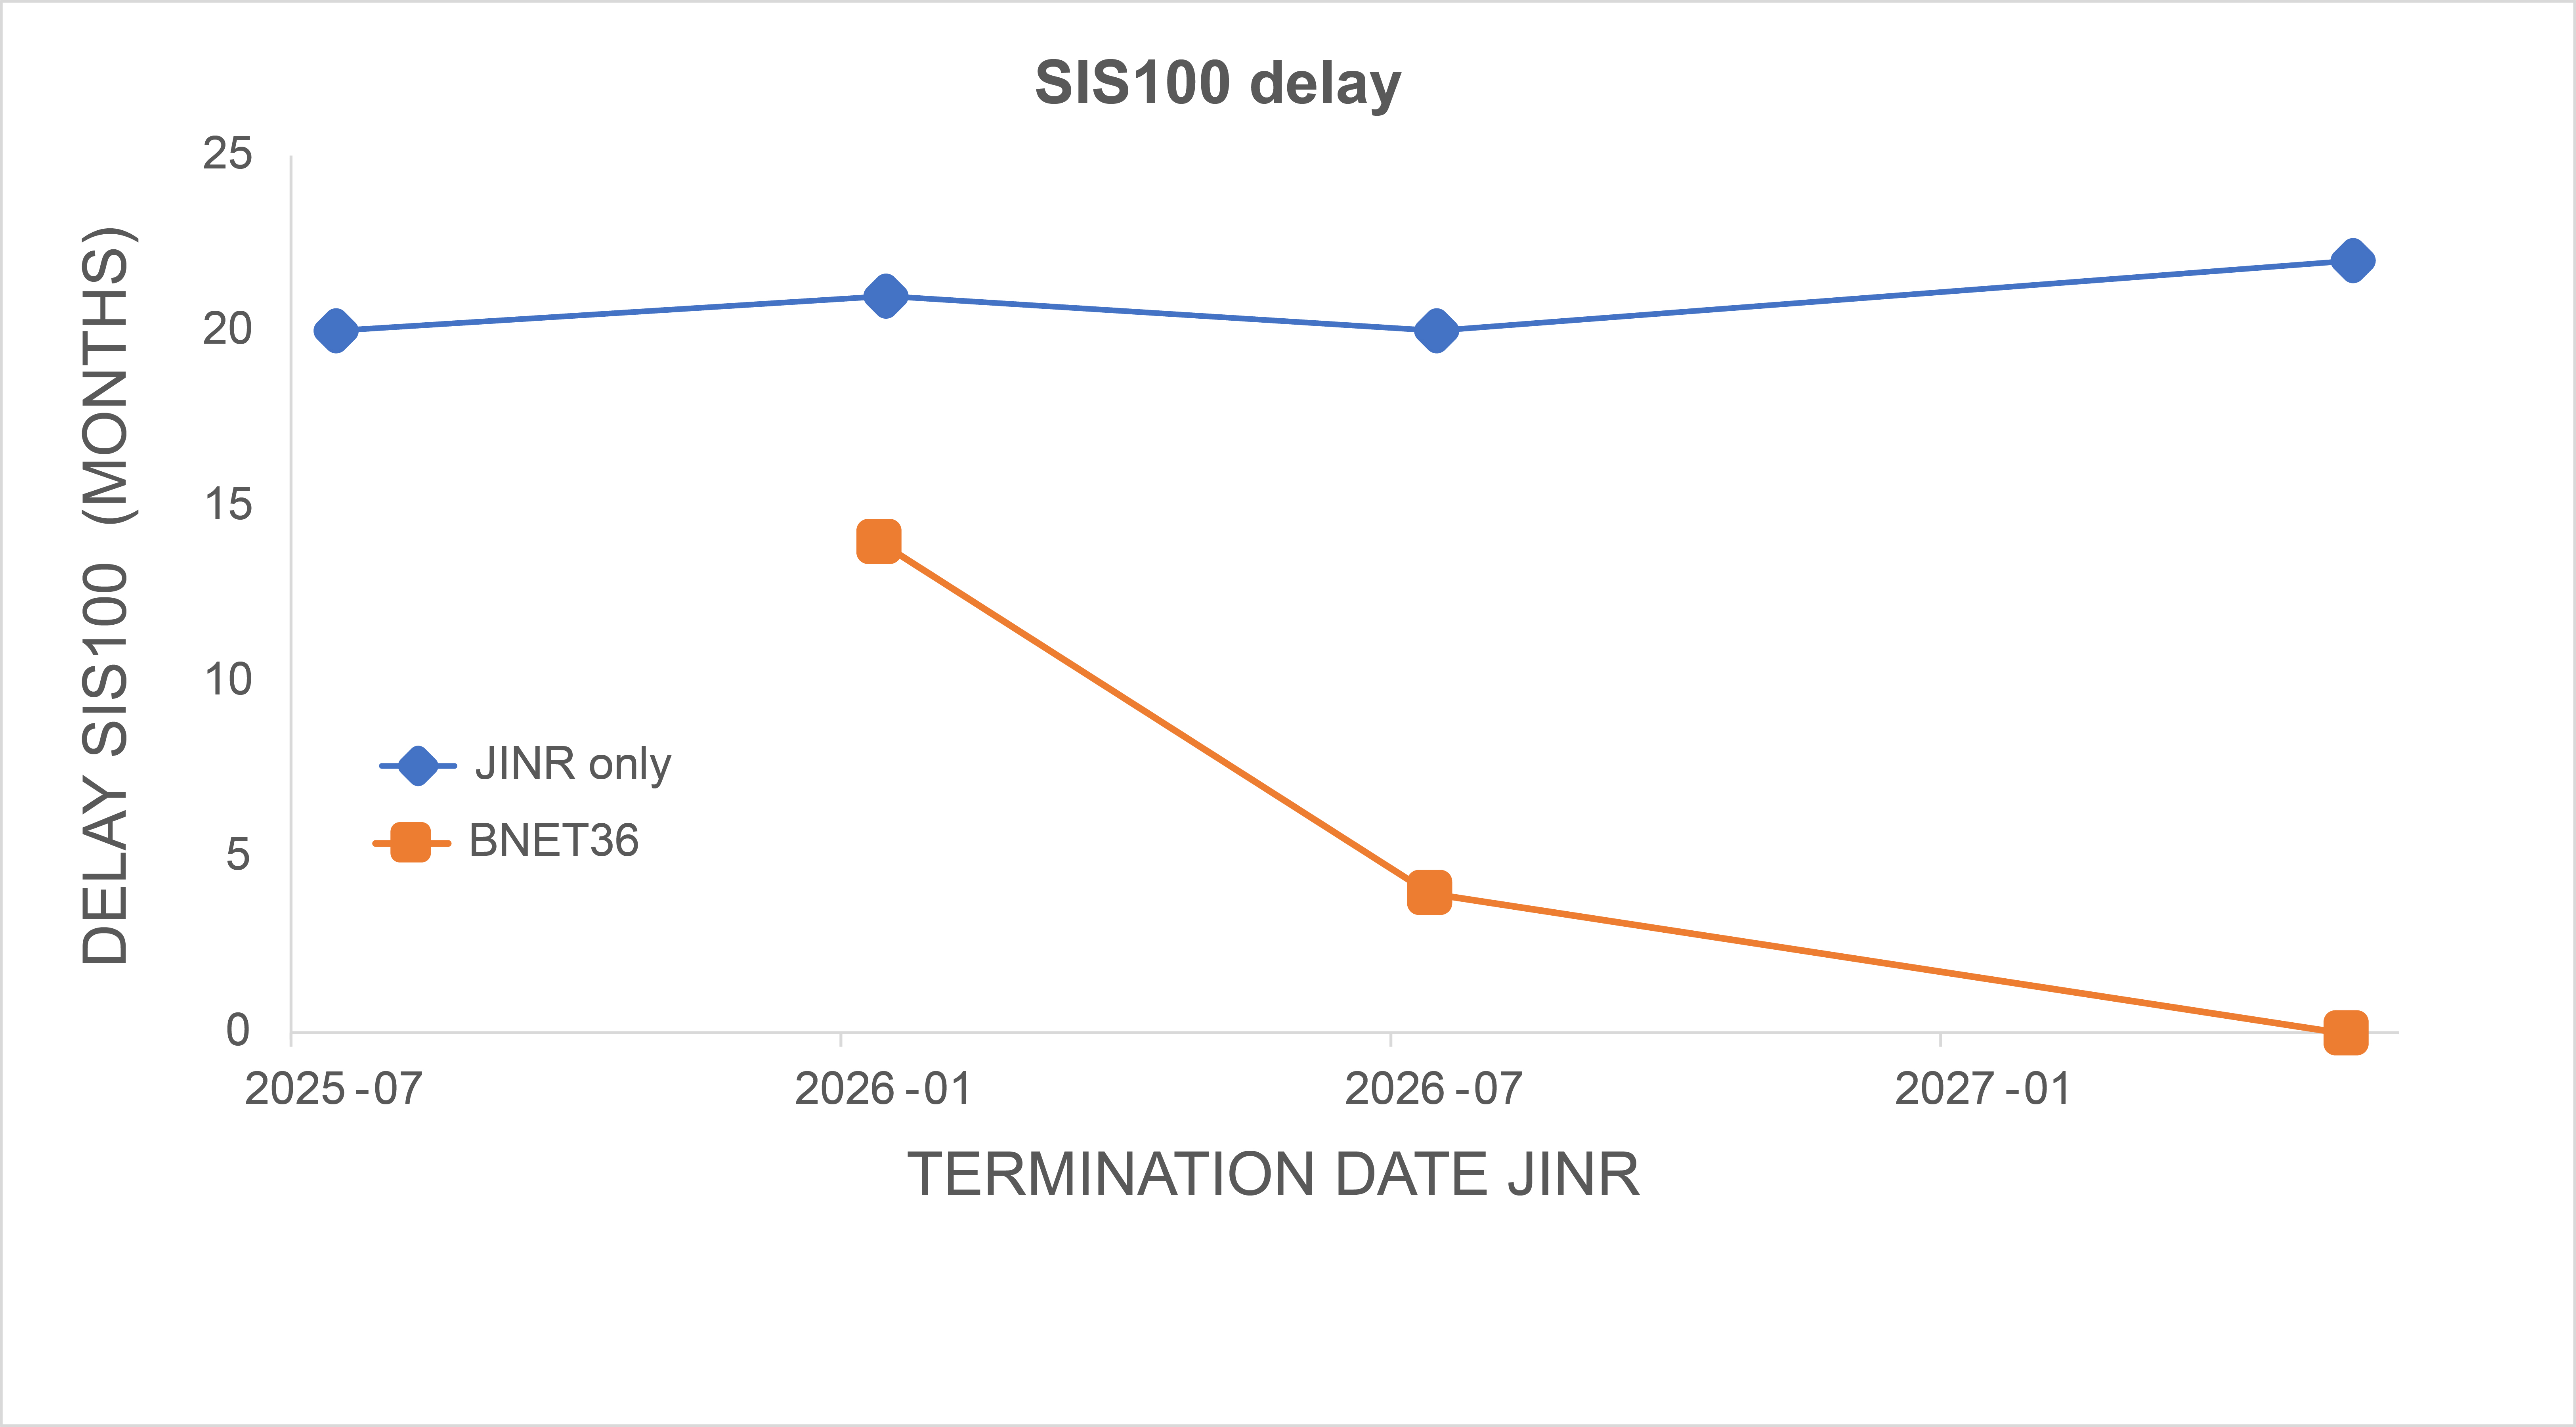 SIS100 delay
25
20
15
10
5
0
DELAY SIS100 (MONTHS)
JINR only
BNET36
2025-07
2026-01
2026-07
2027-01
TERMINATION DATE JINR